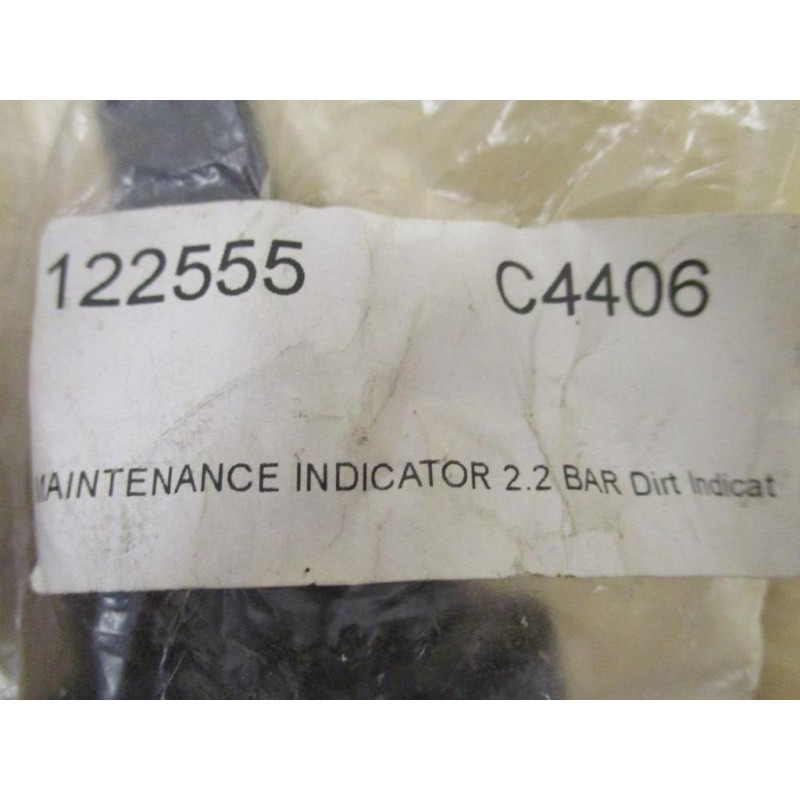 122555 C4406
MAINTENANCE INDICATOR 2.2 BAR Dirt Indicat